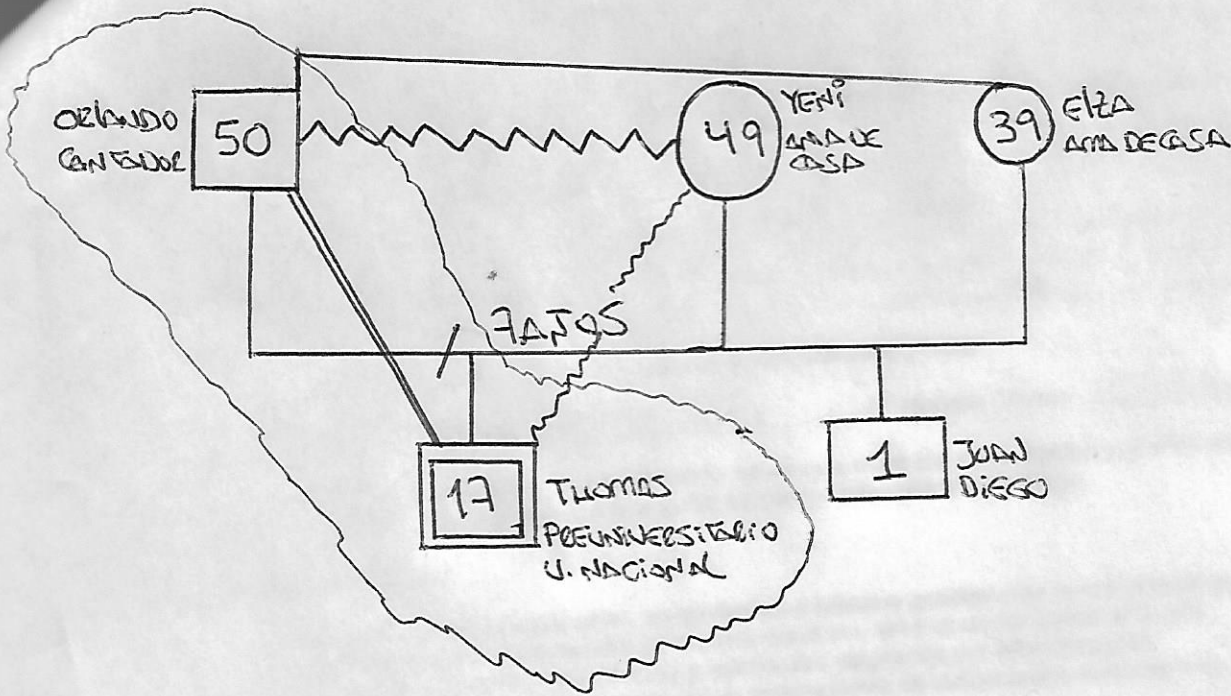 ORLANDO
CONTADOR
50
49
YENI
AMA DE
CASA
39
ElZA
AMA DE CASA
7 AÑOS
17
THOMAS
PREUNIVERSITARIO
U. NACIONAL
1
JUAN
DIEGO